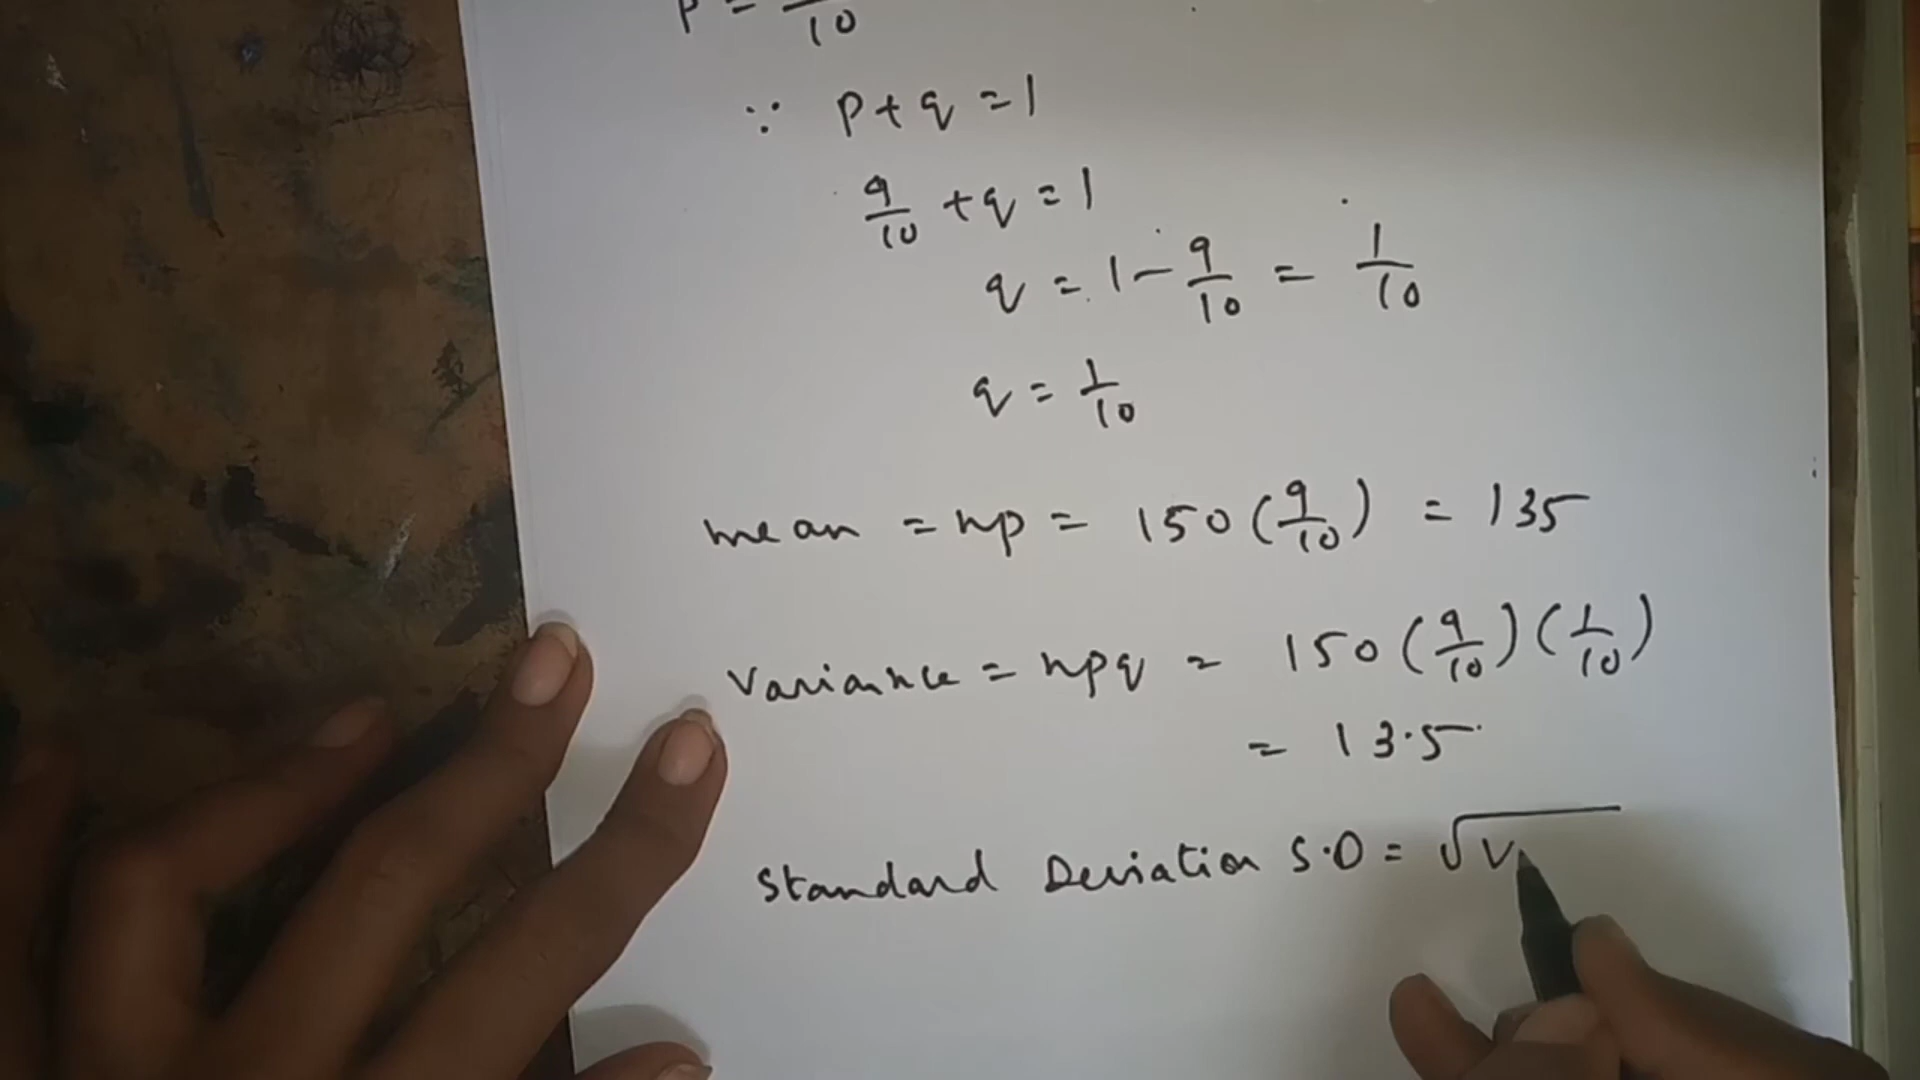 P = 10
∵ P + q = 1
9/10 + q = 1
q = 1 - 9/10 = 1/10
q = 1/10
mean = np = 150 (9/10) = 135
Variance = npq = 150 (9/10) (1/10)
= 13.5
Standard Deviation S.D = √V